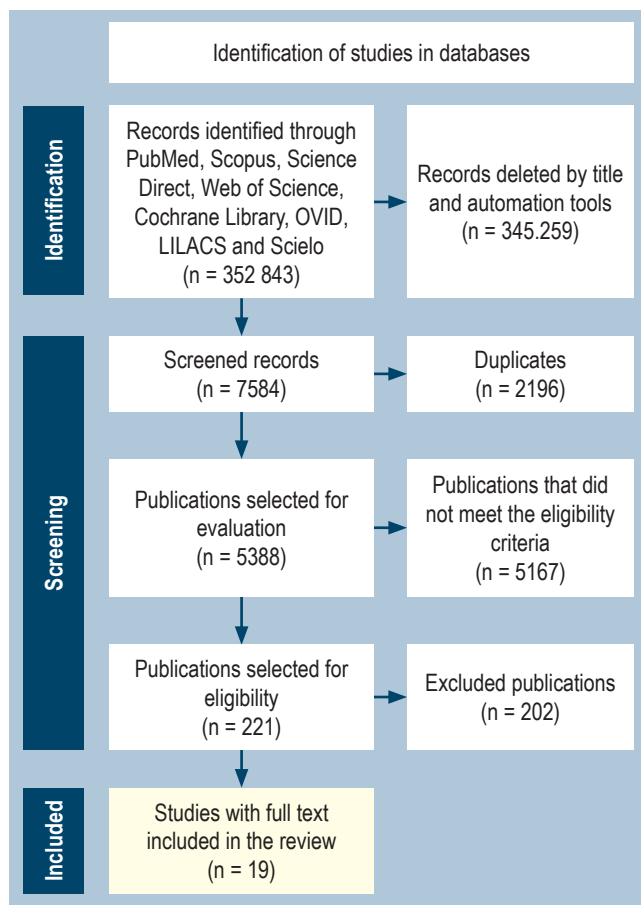 Identification of studies in databases
Identification
Records identified through
PubMed, Scopus, Science
Direct, Web of Science,
Cochrane Library, OVID,
LILACS and Scielo
(n = 352 843)
Records deleted by title
and automation tools
(n = 345.259)
Screening
Screened records
(n = 7584)
Duplicates
(n = 2196)
Publications selected for
evaluation
(n = 5388)
Publications that did
not meet the eligibility
criteria
(n = 5167)
Publications selected for
eligibility
(n = 221)
Excluded publications
(n = 202)
Included
Studies with full text
included in the review
(n = 19)